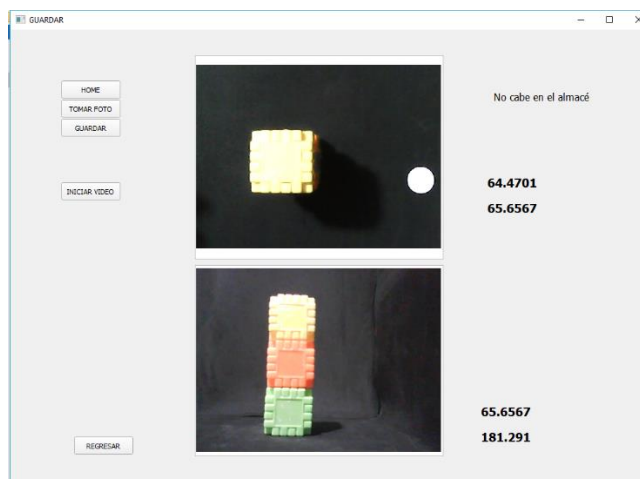 GUARDAR
HOME
TOMAR FOTO
GUARDAR
INICIAR VIDEO
No cabe en el almacé
64.4701
65.6567
65.6567
181.291
REGRESAR